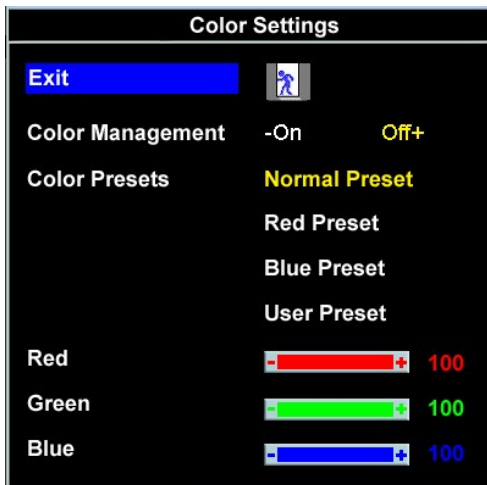 Color Settings
Exit
Color Management -On Off+
Color Presets Normal Preset
Red Preset
Blue Preset
User Preset
Red - + 100
Green - + 100
Blue - + 100